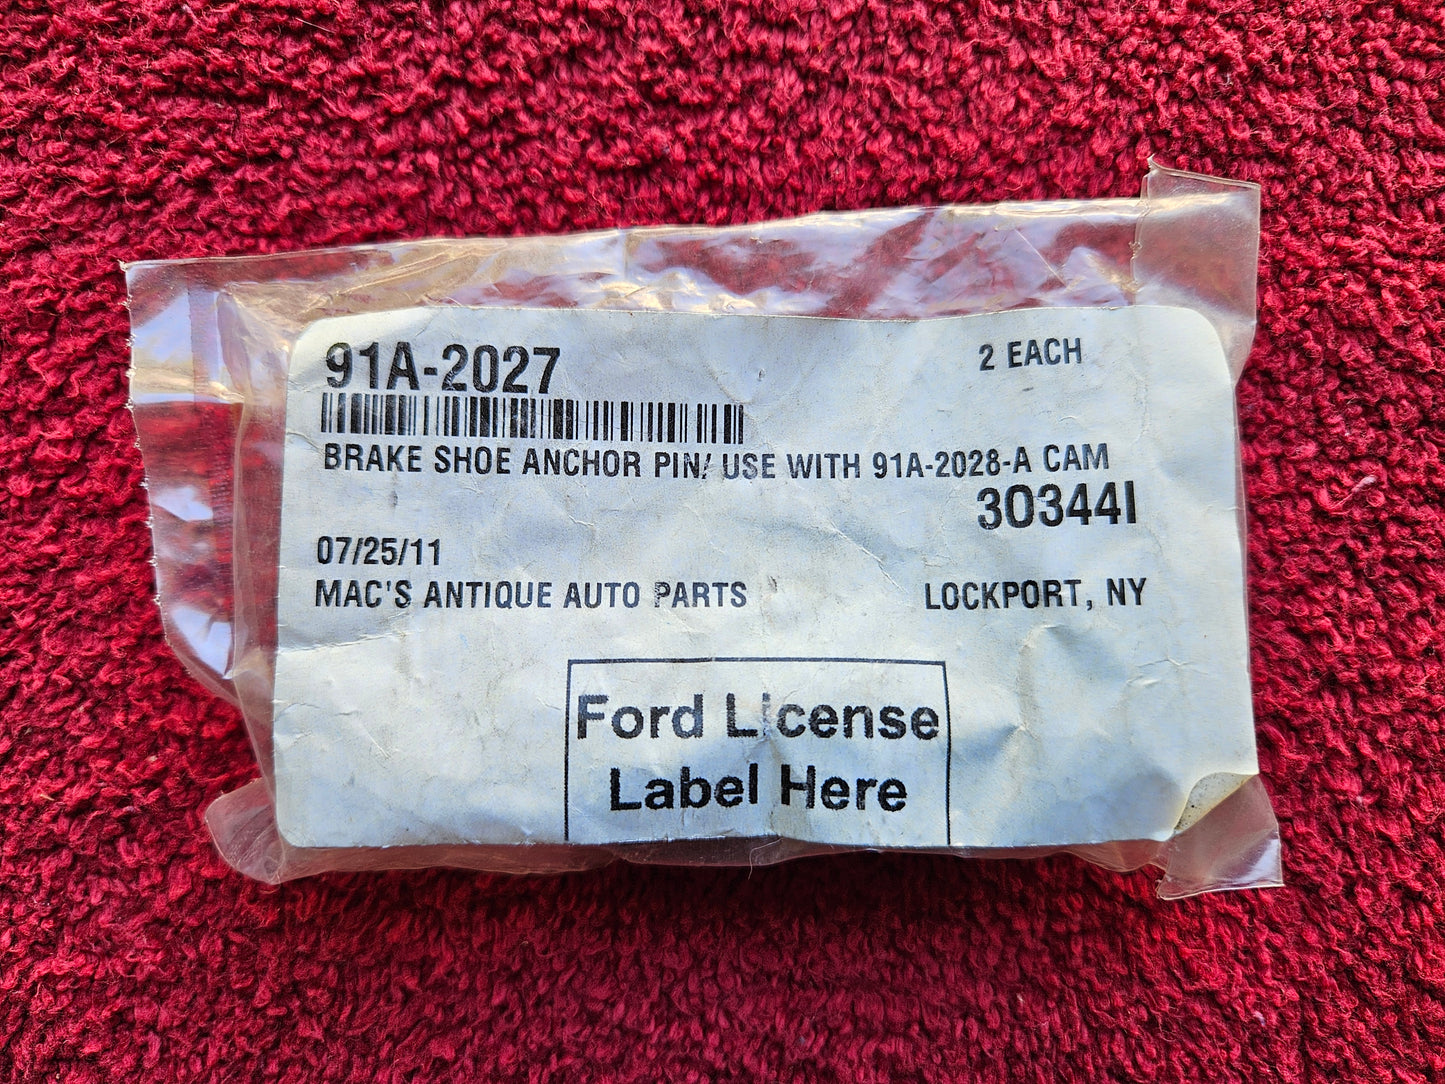 91A-2027
2 EACH
BRAKE SHOE ANCHOR PIN/ USE WITH 91A-2028-A CAM
30344I
07/25/11
MAC'S ANTIQUE AUTO PARTS
LOCKPORT, NY
Ford License
Label Here